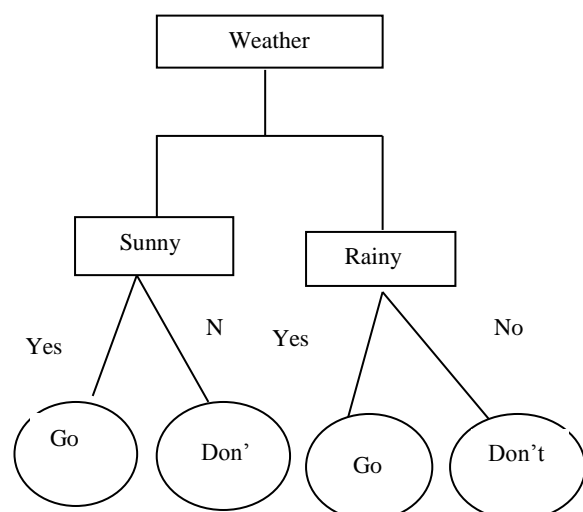 Weather
Sunny
Rainy
Yes
N
Yes
No
Go
Don'
Go
Don't